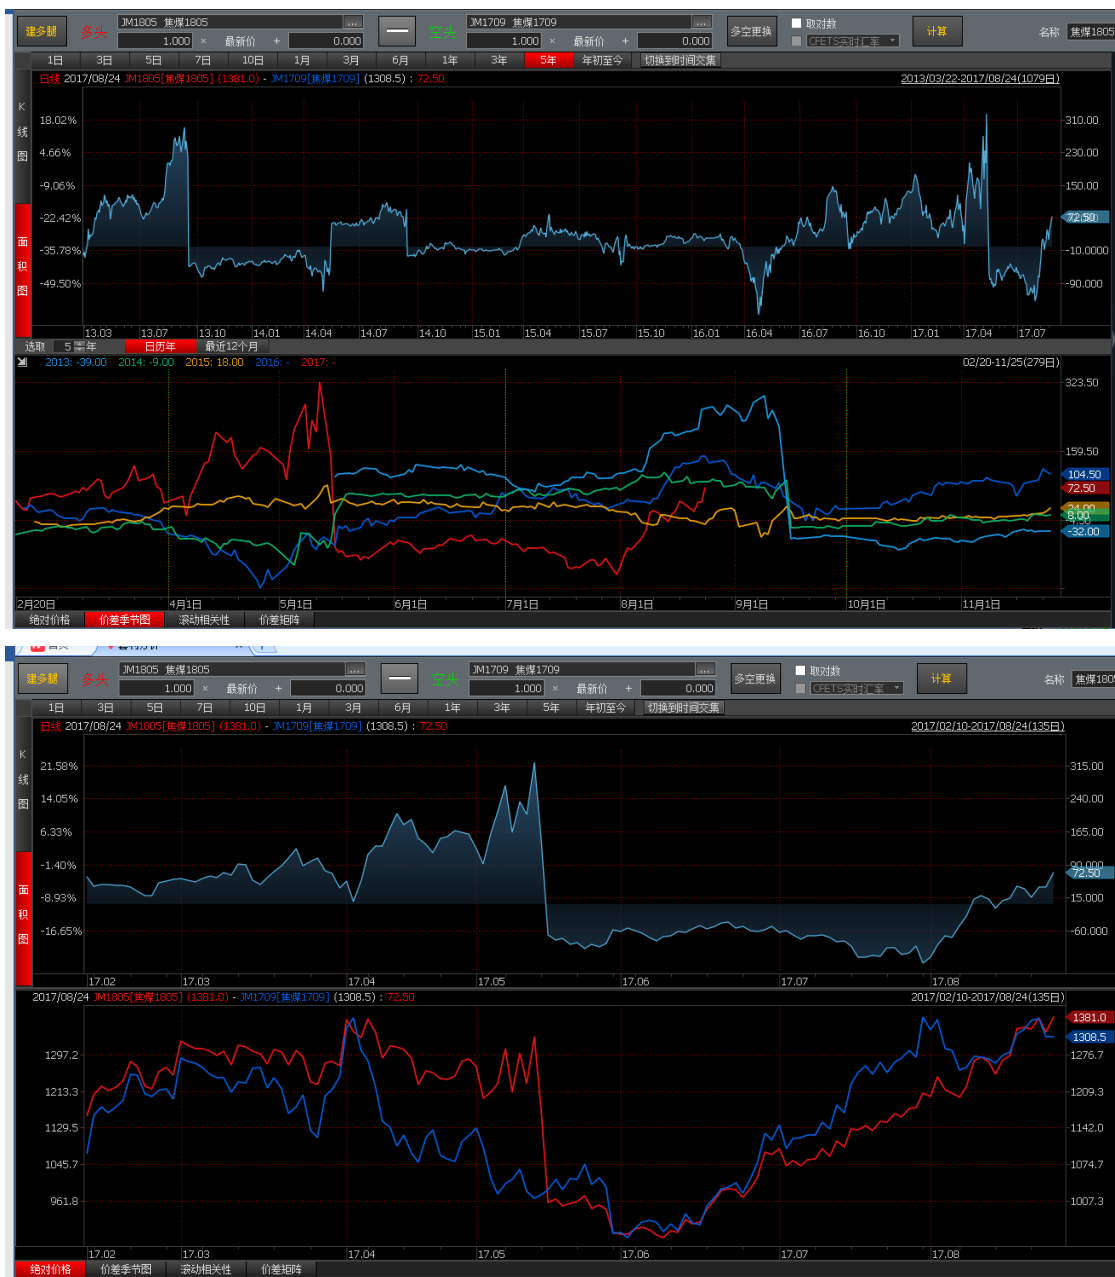 建多腿 多头 JM1805 焦煤1805 ... 空头 JM1709 焦煤1709 ... 多空更换 取对数 计算 名称 焦煤1805
1.000 × 最新价 + 0.000 1.000 × 最新价 + 0.000 CFETS实时汇率
1日 3日 5日 7日 10日 1月 3月 6月 1年 3年 5年 年初至今 切换到时间交集
日线 2017/08/24 JM1805[焦煤1805] (1381.0) - JM1709[焦煤1709] (1308.5) : 72.50 2013/03/22-2017/08/24(1079日)
K线图
面积图
18.02% 310.00
4.66% 230.00
-9.06% 150.00
-22.42% 72.50
-35.78% -10.0000
-49.50% -90.000
13.03 13.07 13.10 14.01 14.04 14.07 14.10 15.01 15.04 15.07 15.10 16.01 16.04 16.07 16.10 17.01 17.04 17.07
选取 5 年 日历年 最近12个月
2013: -39.00 2014: -9.00 2015: 18.00 2016: - 2017: - 02/20-11/25(279日)
323.50
159.50
104.50
72.50
24.00
8.00
-4.50
-32.00
2月20日 4月1日 5月1日 6月1日 7月1日 8月1日 9月1日 10月1日 11月1日
绝对价格 价差季节图 滚动相关性 价差矩阵
建多腿 多头 JM1805 焦煤1805 ... 空头 JM1709 焦煤1709 ... 多空更换 取对数 计算 名称 焦煤1805
1.000 × 最新价 + 0.000 1.000 × 最新价 + 0.000 CFETS实时汇率
1日 3日 5日 7日 10日 1月 3月 6月 1年 3年 5年 年初至今 切换到时间交集
日线 2017/08/24 JM1805[焦煤1805] (1381.0) - JM1709[焦煤1709] (1308.5) : 72.50 2017/02/10-2017/08/24(135日)
K线图
面积图
21.58% 315.00
14.05% 240.00
6.33% 165.00
-1.40% 90.000
72.50
-8.93% 15.000
-16.65% -60.000
17.02 17.03 17.04 17.05 17.06 17.07 17.08
2017/08/24 JM1805[焦煤1805] (1381.0) - JM1709[焦煤1709] (1308.5) : 72.50 2017/02/10-2017/08/24(135日)
1381.0
1308.5
1297.2 1276.7
1213.3 1209.3
1129.5 1142.0
1045.7 1074.7
961.8 1007.3
17.02 17.03 17.04 17.05 17.06 17.07 17.08
绝对价格 价差季节图 滚动相关性 价差矩阵